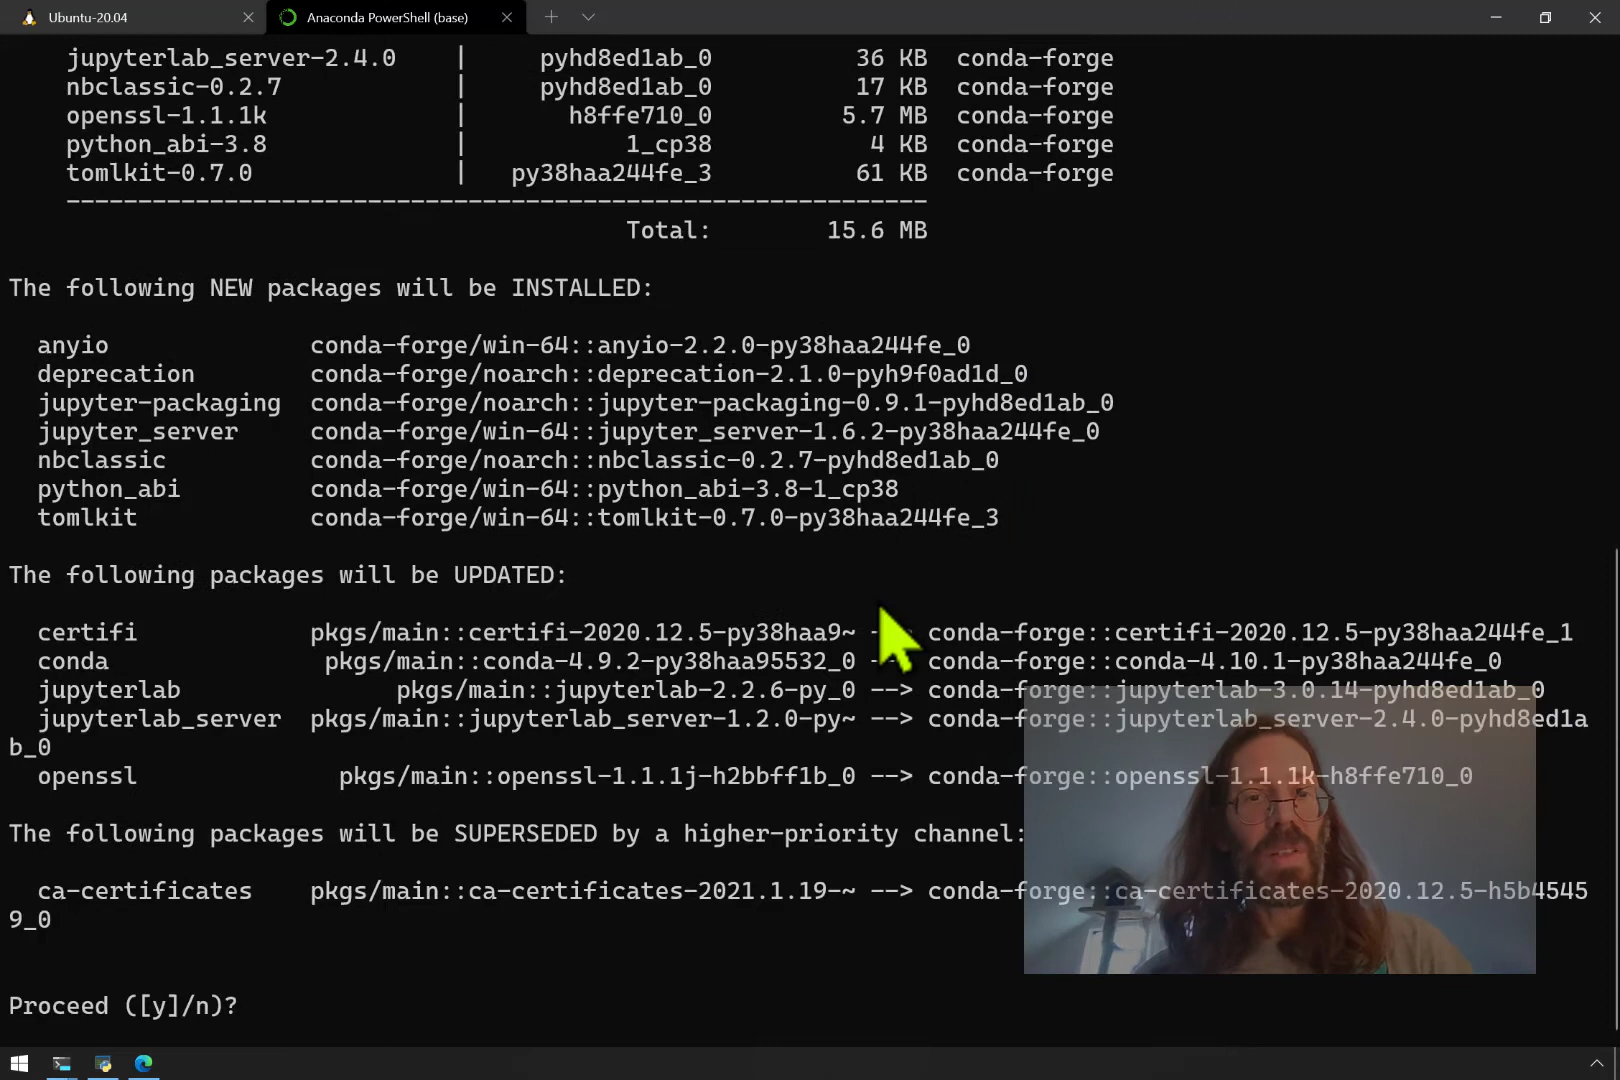 Ubuntu-20.04
Anaconda PowerShell (base)
jupyterlab_server-2.4.0 | pyhd8ed1ab_0 36 KB conda-forge
nbclassic-0.2.7 | pyhd8ed1ab_0 17 KB conda-forge
openssl-1.1.1k | h8ffe710_0 5.7 MB conda-forge
python_abi-3.8 | 1_cp38 4 KB conda-forge
tomlkit-0.7.0 | py38haa244fe_3 61 KB conda-forge
------------------------------------------------------------
Total: 15.6 MB
The following NEW packages will be INSTALLED:
anyio conda-forge/win-64::anyio-2.2.0-py38haa244fe_0
deprecation conda-forge/noarch::deprecation-2.1.0-pyh9f0ad1d_0
jupyter-packaging conda-forge/noarch::jupyter-packaging-0.9.1-pyhd8ed1ab_0
jupyter_server conda-forge/win-64::jupyter_server-1.6.2-py38haa244fe_0
nbclassic conda-forge/noarch::nbclassic-0.2.7-pyhd8ed1ab_0
python_abi conda-forge/win-64::python_abi-3.8-1_cp38
tomlkit conda-forge/win-64::tomlkit-0.7.0-py38haa244fe_3
The following packages will be UPDATED:
certifi pkgs/main::certifi-2020.12.5-py38haa9~ --> conda-forge::certifi-2020.12.5-py38haa244fe_1
conda pkgs/main::conda-4.9.2-py38haa95532_0 --> conda-forge::conda-4.10.1-py38haa244fe_0
jupyterlab pkgs/main::jupyterlab-2.2.6-py_0 --> conda-forge::jupyterlab-3.0.14-pyhd8ed1ab_0
jupyterlab_server pkgs/main::jupyterlab_server-1.2.0-py~ --> conda-forge::jupyterlab_server-2.4.0-pyhd8ed1a
b_0
openssl pkgs/main::openssl-1.1.1j-h2bbff1b_0 --> conda-forge::openssl-1.1.1k-h8ffe710_0
The following packages will be SUPERSEDED by a higher-priority channel:
ca-certificates pkgs/main::ca-certificates-2021.1.19-~ --> conda-forge::ca-certificates-2020.12.5-h5b4545
9_0
Proceed ([y]/n)?